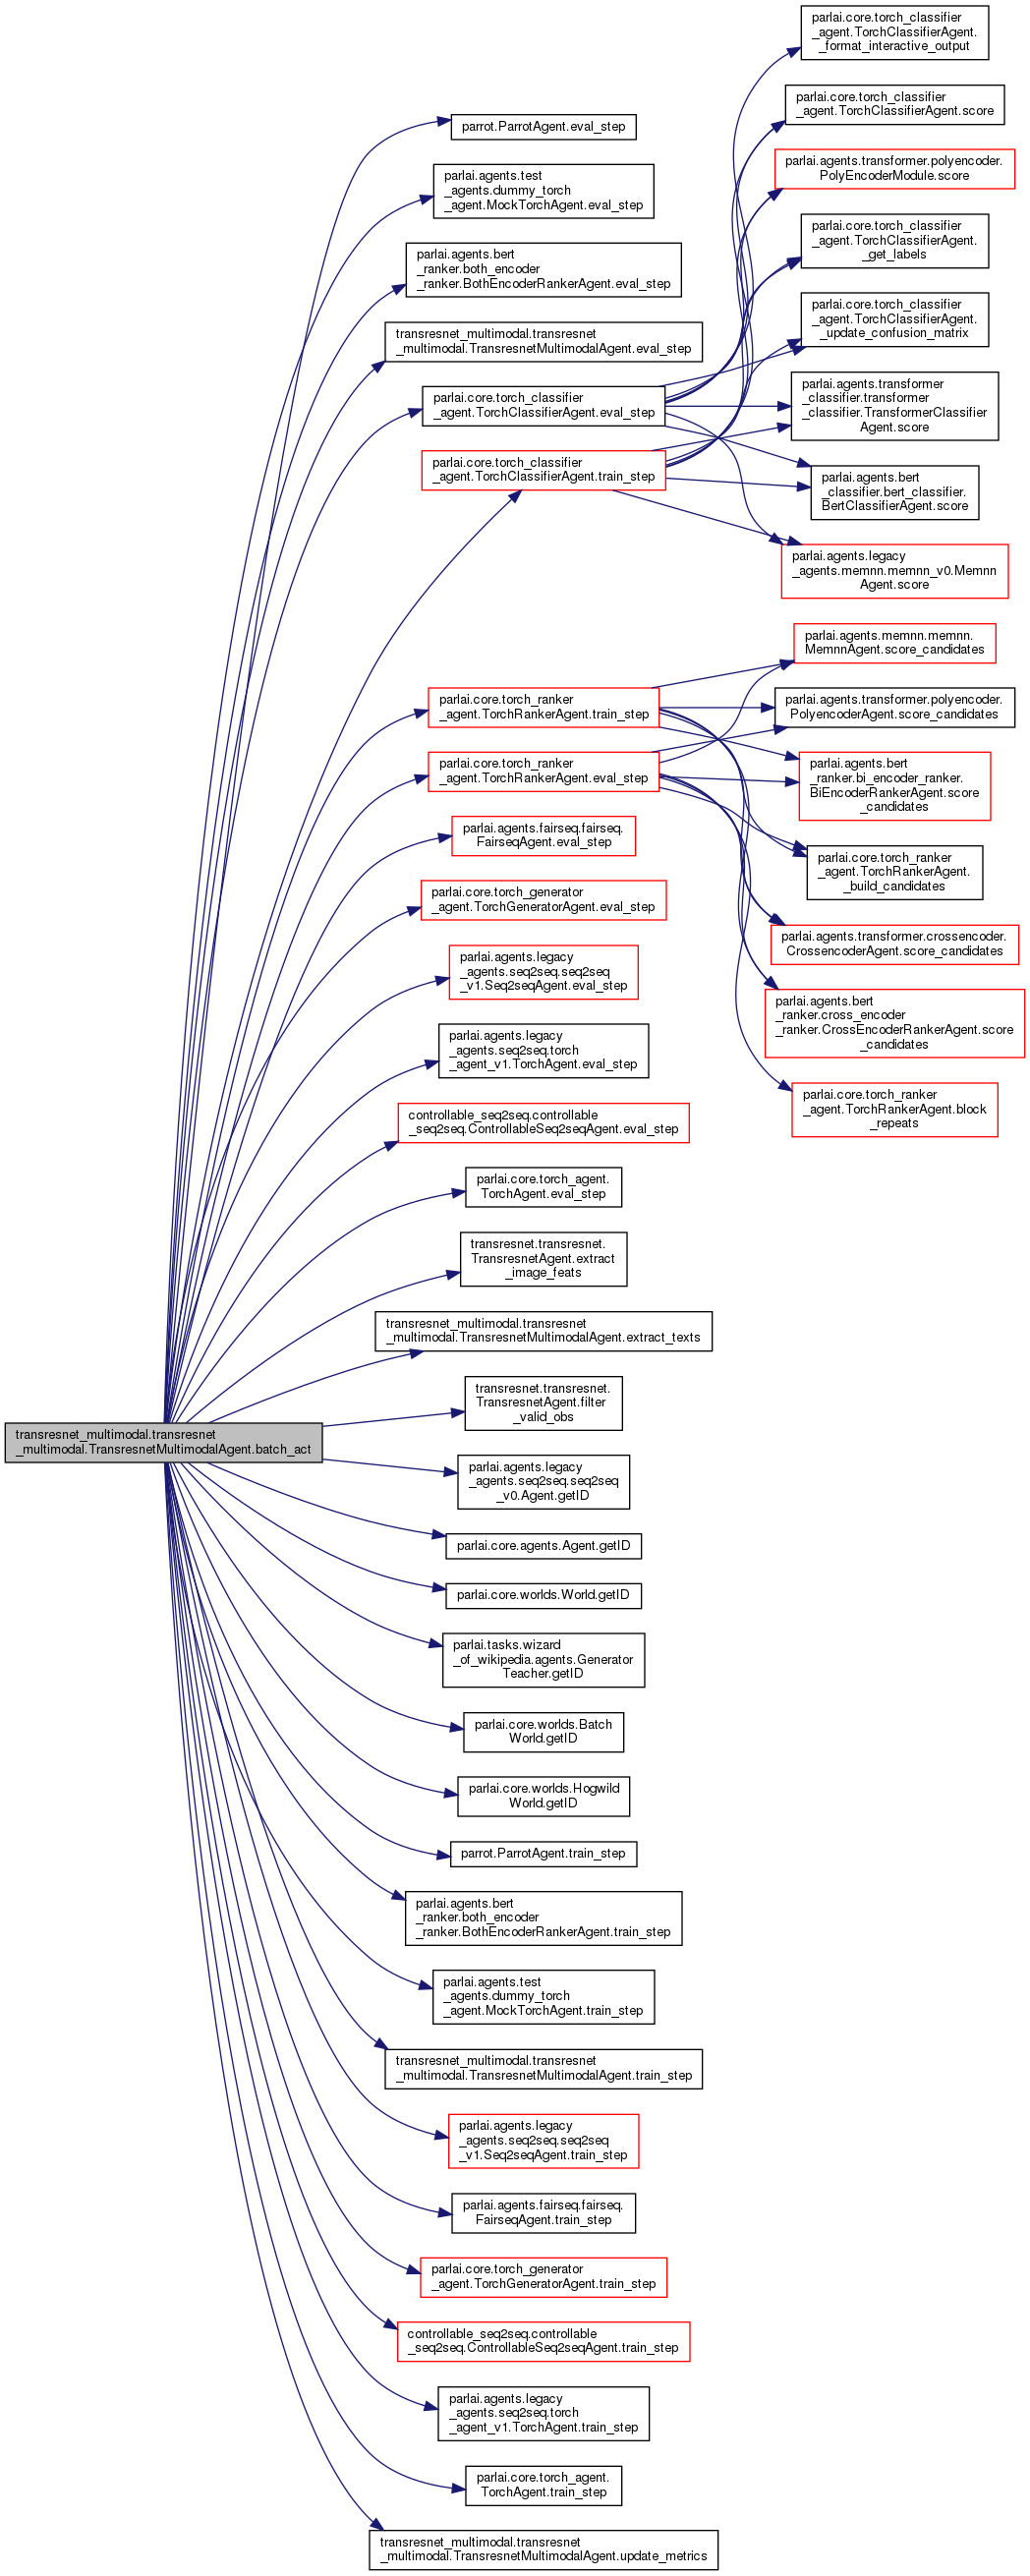 parlai.core.torch_classifier
_agent.TorchClassifierAgent.
_format_interactive_output
parlai.core.torch_classifier
_agent.TorchClassifierAgent.score
parrot.ParrotAgent.eval_step
parlai.agents.transformer.polyencoder.
PolyEncoderModule.score
parlai.agents.test
_agents.dummy_torch
_agent.MockTorchAgent.eval_step
parlai.core.torch_classifier
_agent.TorchClassifierAgent.
_get_labels
parlai.agents.bert
_ranker.both_encoder
_ranker.BothEncoderRankerAgent.eval_step
parlai.core.torch_classifier
_agent.TorchClassifierAgent.
_update_confusion_matrix
transresnet_multimodal.transresnet
_multimodal.TransresnetMultimodalAgent.eval_step
parlai.agents.transformer
_classifier.transformer
_classifier.TransformerClassifier
Agent.score
parlai.core.torch_classifier
_agent.TorchClassifierAgent.eval_step
parlai.core.torch_classifier
_agent.TorchClassifierAgent.train_step
parlai.agents.bert
_classifier.bert_classifier.
BertClassifierAgent.score
parlai.agents.legacy
_agents.memnn.memnn_v0.Memnn
Agent.score
parlai.agents.memnn.memnn.
MemnnAgent.score_candidates
parlai.core.torch_ranker
_agent.TorchRankerAgent.train_step
parlai.agents.transformer.polyencoder.
PolyencoderAgent.score_candidates
parlai.core.torch_ranker
_agent.TorchRankerAgent.eval_step
parlai.agents.bert
_ranker.bi_encoder_ranker.
BiEncoderRankerAgent.score
_candidates
parlai.agents.fairseq.fairseq.
FairseqAgent.eval_step
parlai.core.torch_ranker
_agent.TorchRankerAgent.
_build_candidates
parlai.core.torch_generator
_agent.TorchGeneratorAgent.eval_step
parlai.agents.transformer.crossencoder.
CrossencoderAgent.score_candidates
parlai.agents.legacy
_agents.seq2seq.seq2seq
_v1.Seq2seqAgent.eval_step
parlai.agents.bert
_ranker.cross_encoder
_ranker.CrossEncoderRankerAgent.score
_candidates
parlai.agents.legacy
_agents.seq2seq.torch
_agent_v1.TorchAgent.eval_step
parlai.core.torch_ranker
_agent.TorchRankerAgent.block
_repeats
controllable_seq2seq.controllable
_seq2seq.ControllableSeq2seqAgent.eval_step
parlai.core.torch_agent.
TorchAgent.eval_step
transresnet.transresnet.
TransresnetAgent.extract
_image_feats
transresnet_multimodal.transresnet
_multimodal.TransresnetMultimodalAgent.extract_texts
transresnet.transresnet.
TransresnetAgent.filter
_valid_obs
transresnet_multimodal.transresnet
_multimodal.TransresnetMultimodalAgent.batch_act
parlai.agents.legacy
_agents.seq2seq.seq2seq
_v0.Agent.getID
parlai.core.agents.Agent.getID
parlai.core.worlds.World.getID
parlai.tasks.wizard
_of_wikipedia.agents.Generator
Teacher.getID
parlai.core.worlds.Batch
World.getID
parlai.core.worlds.Hogwild
World.getID
parrot.ParrotAgent.train_step
parlai.agents.bert
_ranker.both_encoder
_ranker.BothEncoderRankerAgent.train_step
parlai.agents.test
_agents.dummy_torch
_agent.MockTorchAgent.train_step
transresnet_multimodal.transresnet
_multimodal.TransresnetMultimodalAgent.train_step
parlai.agents.legacy
_agents.seq2seq.seq2seq
_v1.Seq2seqAgent.train_step
parlai.agents.fairseq.fairseq.
FairseqAgent.train_step
parlai.core.torch_generator
_agent.TorchGeneratorAgent.train_step
controllable_seq2seq.controllable
_seq2seq.ControllableSeq2seqAgent.train_step
parlai.agents.legacy
_agents.seq2seq.torch
_agent_v1.TorchAgent.train_step
parlai.core.torch_agent.
TorchAgent.train_step
transresnet_multimodal.transresnet
_multimodal.TransresnetMultimodalAgent.update_metrics